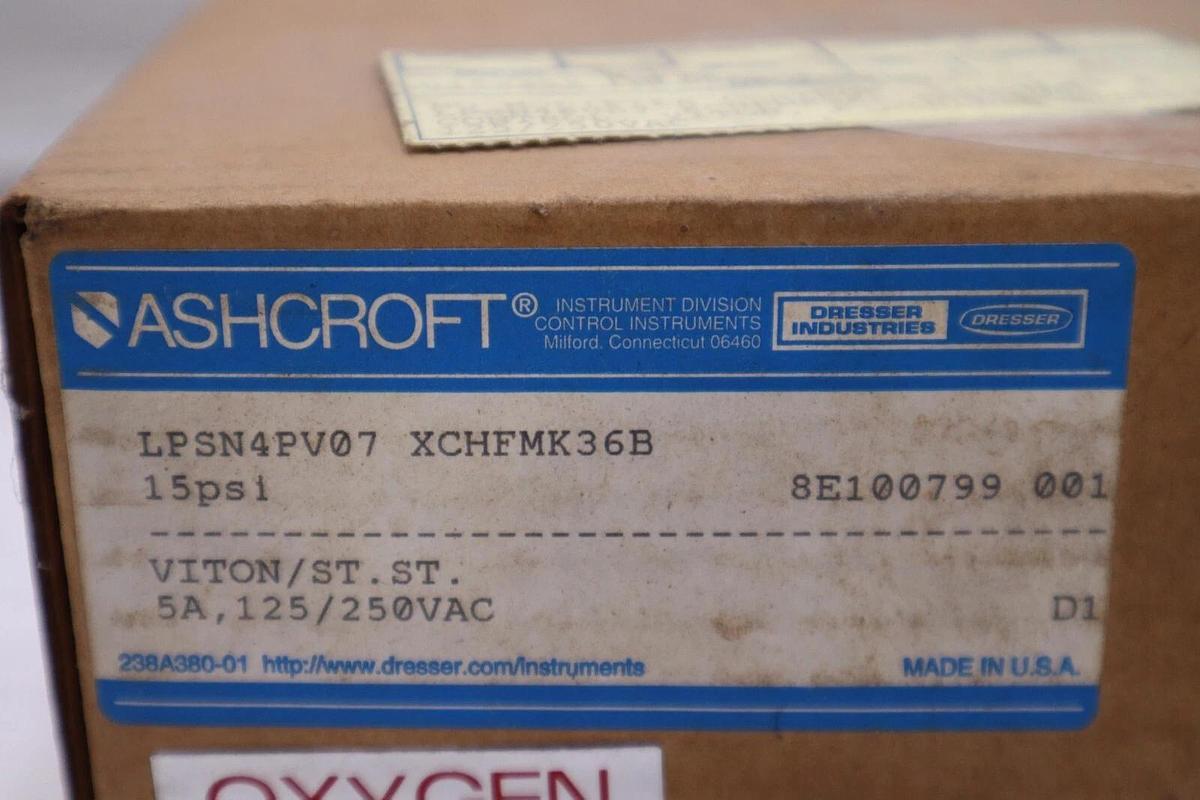 ASHCROFT®
INSTRUMENT DIVISION
CONTROL INSTRUMENTS
Milford, Connecticut 06460
DRESSER
INDUSTRIES
DRESSER
LPSN4PV07 XCHFMK36B
15psi
8E100799 001
VITON/ST.ST.
5A,125/250VAC
D1
238A380-01 http://www.dresser.com/instruments
MADE IN U.S.A.
OXYGEN